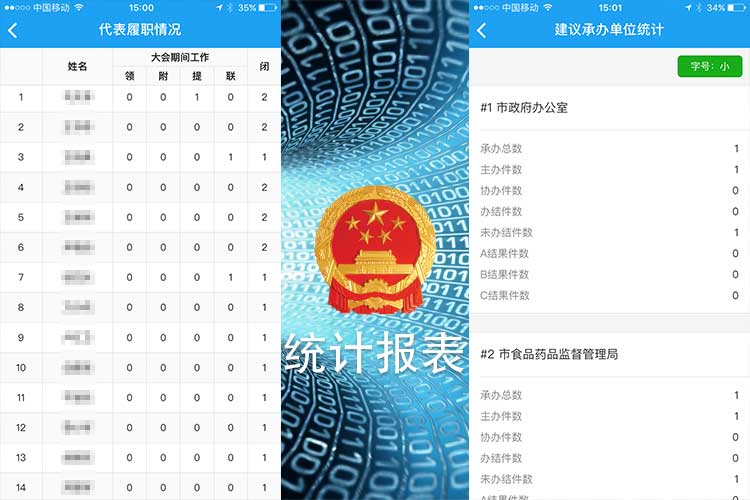 中国移动 15:00 35%
代表履职情况
姓名 大会期间工作 闭
领 附 提 联
1 0 0 1 0 2
2 0 0 0 0 2
3 0 0 0 1 1
4 0 0 0 0 2
5 0 0 0 0 2
6 0 0 0 0 2
7 0 0 0 1 1
8 0 0 0 0 1
9 0 0 0 0 1
10 0 0 0 0 1
11 0 0 0 0 1
12 0 0 0 0 1
13 0 0 0 0 1
14 0 0 0 0 1
统计报表
中国移动 15:01 34%
建议承办单位统计
字号：小
#1 市政府办公室
承办总数 1
主办件数 1
协办件数 0
办结件数 0
未办结件数 1
A结果件数 0
B结果件数 0
C结果件数 0
#2 市食品药品监督管理局
承办总数 1
主办件数 1
协办件数 0
办结件数 0
未办结件数 1
A结果件数 0